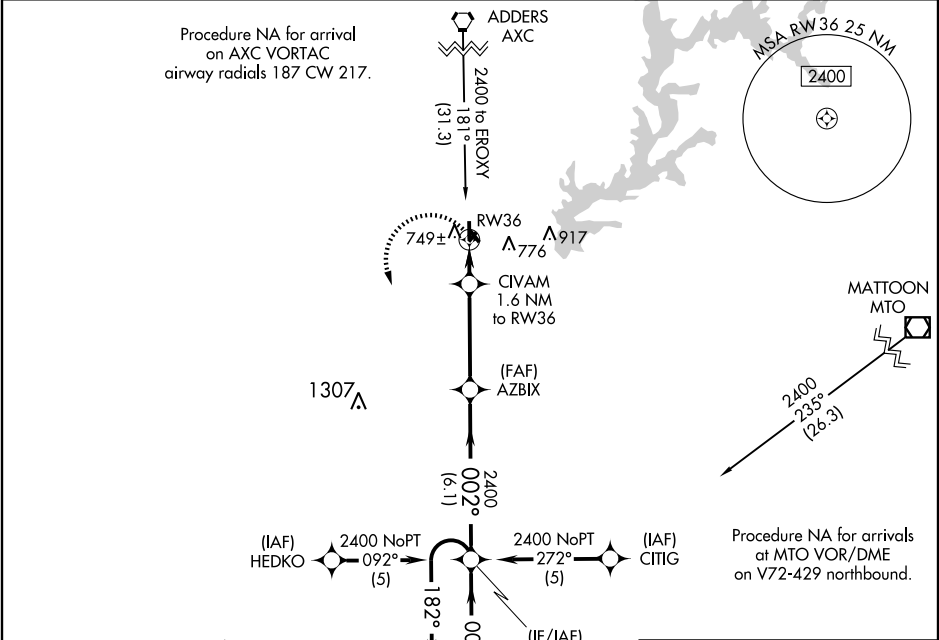 Procedure NA for arrival
on AXC VORTAC
airway radials 187 CW 217.
ADDERS
AXC
2400 to EROXY
181°
(31.3)
MSA RW36 25 NM
2400
RW36
749±
776
917
CIVAM
1.6 NM
to RW36
MATTOON
MTO
2400
235°
(26.3)
1307
(FAF)
AZBIX
2400
002°
(6.1)
(IAF)
HEDKO
2400 NoPT
092°
(5)
2400 NoPT
272°
(5)
(IAF)
CITIG
Procedure NA for arrivals
at MTO VOR/DME
on V72-429 northbound.
182°
00
(IF/IAF)